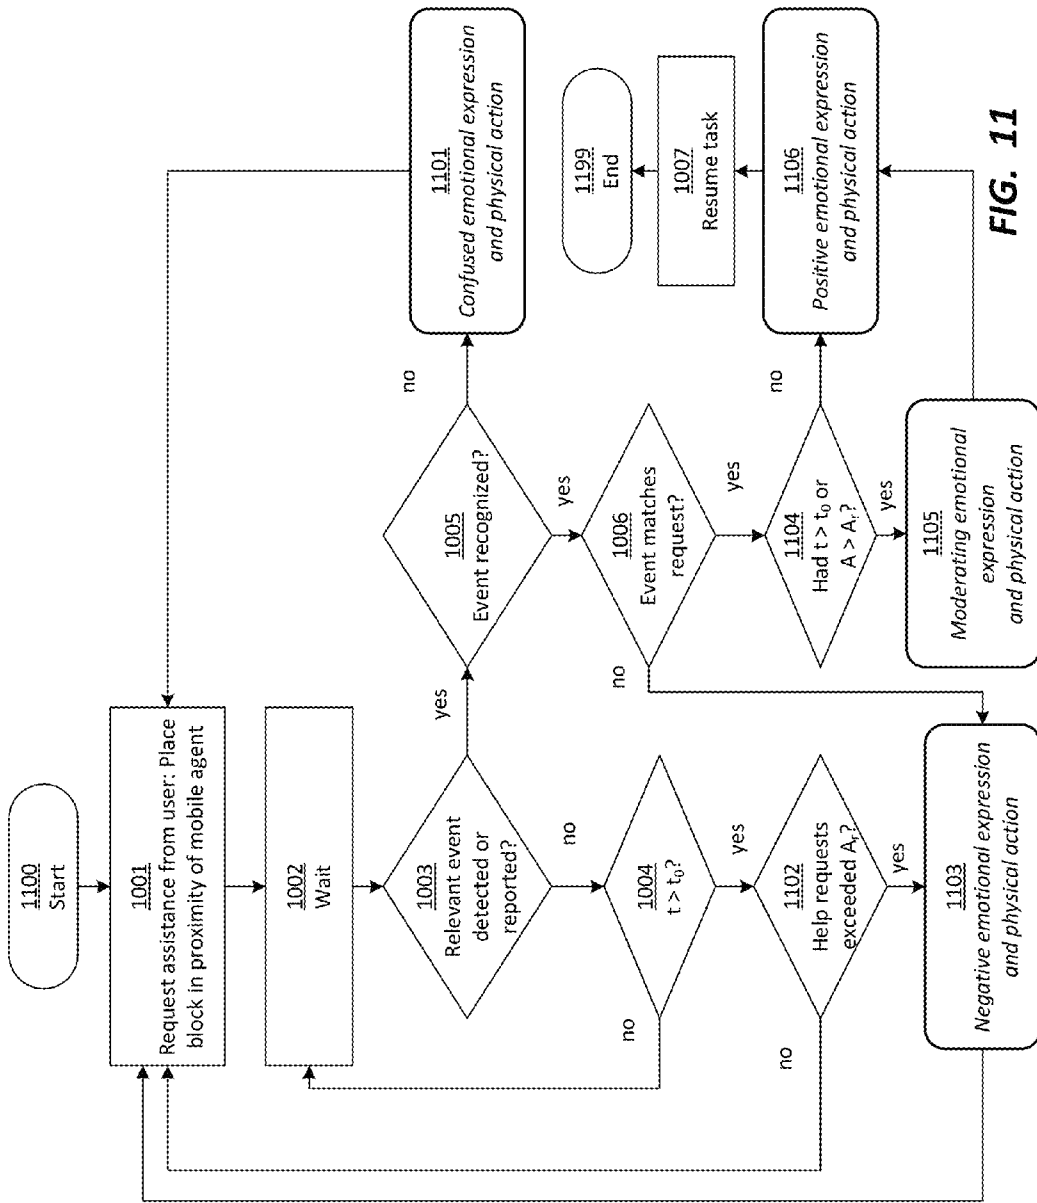 1100
Start
1001
Request assistance from user: Place
block in proximity of mobile agent
1002
Wait
1003
Relevant event
detected or
reported?
yes
no
1004
t > t₀?
no
yes
1102
Help requests
exceeded Aᵣ?
no
yes
1103
Negative emotional expression
and physical action
1005
Event recognized?
no
yes
1101
Confused emotional expression
and physical action
1006
Event matches
request?
no
yes
1104
Had t > t₀ or
A > Aᵣ?
no
yes
1105
Moderating emotional
expression
and physical action
1106
Positive emotional expression
and physical action
1007
Resume task
1199
End
FIG. 11